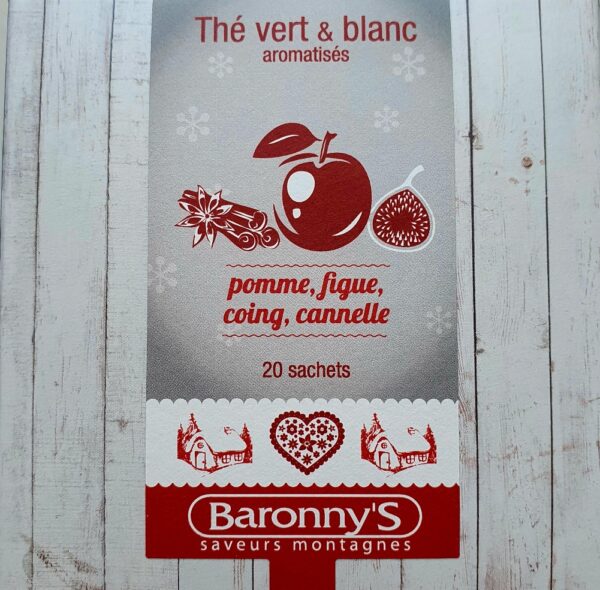 Thé vert & blanc
aromatisés
pomme, figue,
coing, cannelle
20 sachets
Baronny'S
saveurs montagnes